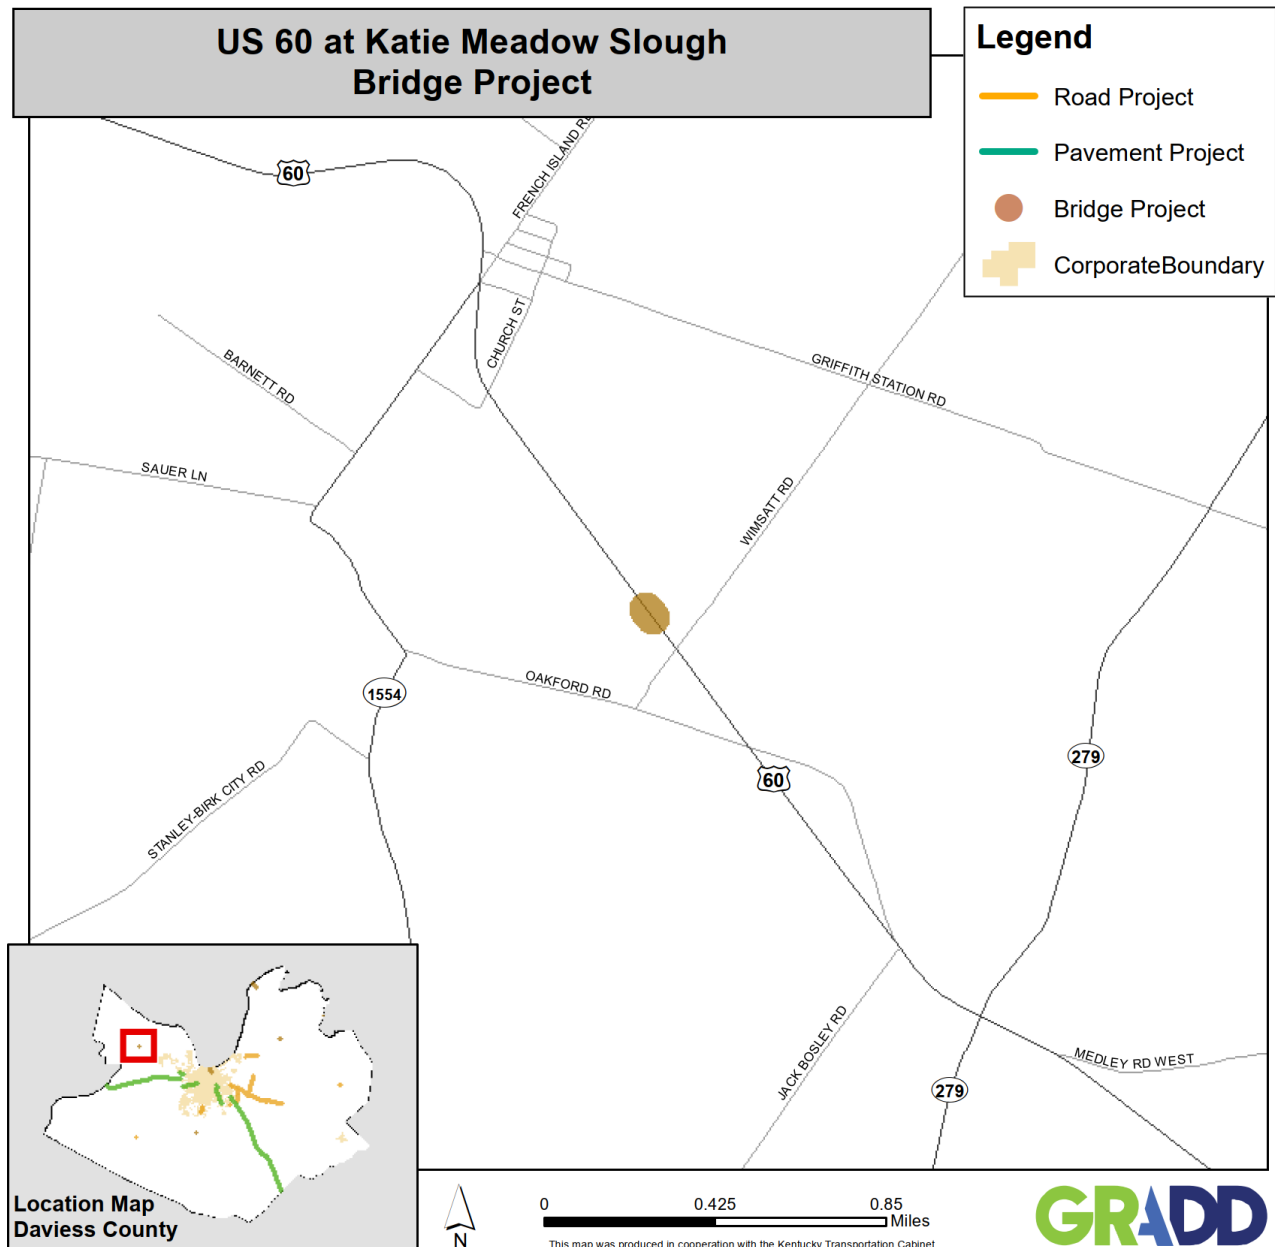 US 60 at Katie Meadow Slough
Bridge Project
Legend
Road Project
Pavement Project
Bridge Project
CorporateBoundary
60
FRENCH ISLAND RD
CHURCH ST
BARNETT RD
GRIFFITH STATION RD
SAUER LN
WIMSATT RD
OAKFORD RD
1554
60
279
STANLEY-BIRK CITY RD
JACK BOSLEY RD
MEDLEY RD WEST
279
Location Map
Daviess County
N
0 0.425 0.85
Miles
This map was produced in cooperation with the Kentucky Transportation Cabinet
GRADD